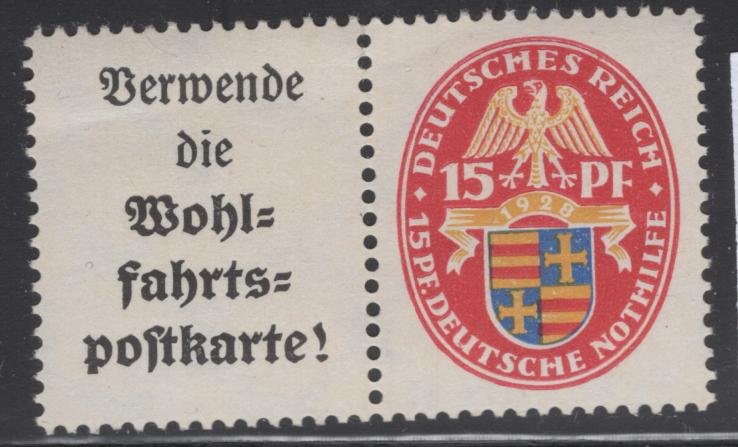 Verwende
die
Wohl=
fahrts=
poſtkarte!
DEUTSCHES REICH
15 PF
1928
15 PF. DEUTSCHE NOTHILFE